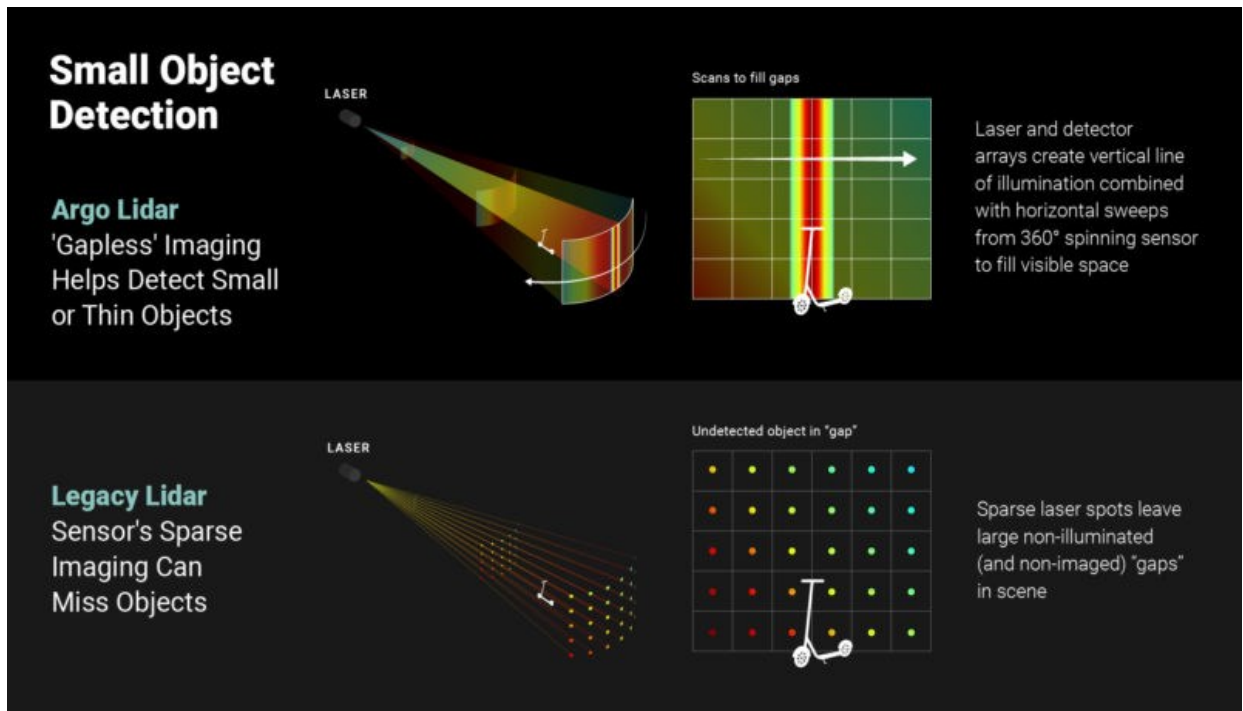 Small Object
Detection
LASER
Scans to fill gaps
Argo Lidar
'Gapless' Imaging
Helps Detect Small
or Thin Objects
Laser and detector
arrays create vertical line
of illumination combined
with horizontal sweeps
from 360° spinning sensor
to fill visible space
LASER
Undetected object in "gap"
Legacy Lidar
Sensor's Sparse
Imaging Can
Miss Objects
Sparse laser spots leave
large non-illuminated
(and non-imaged) "gaps"
in scene